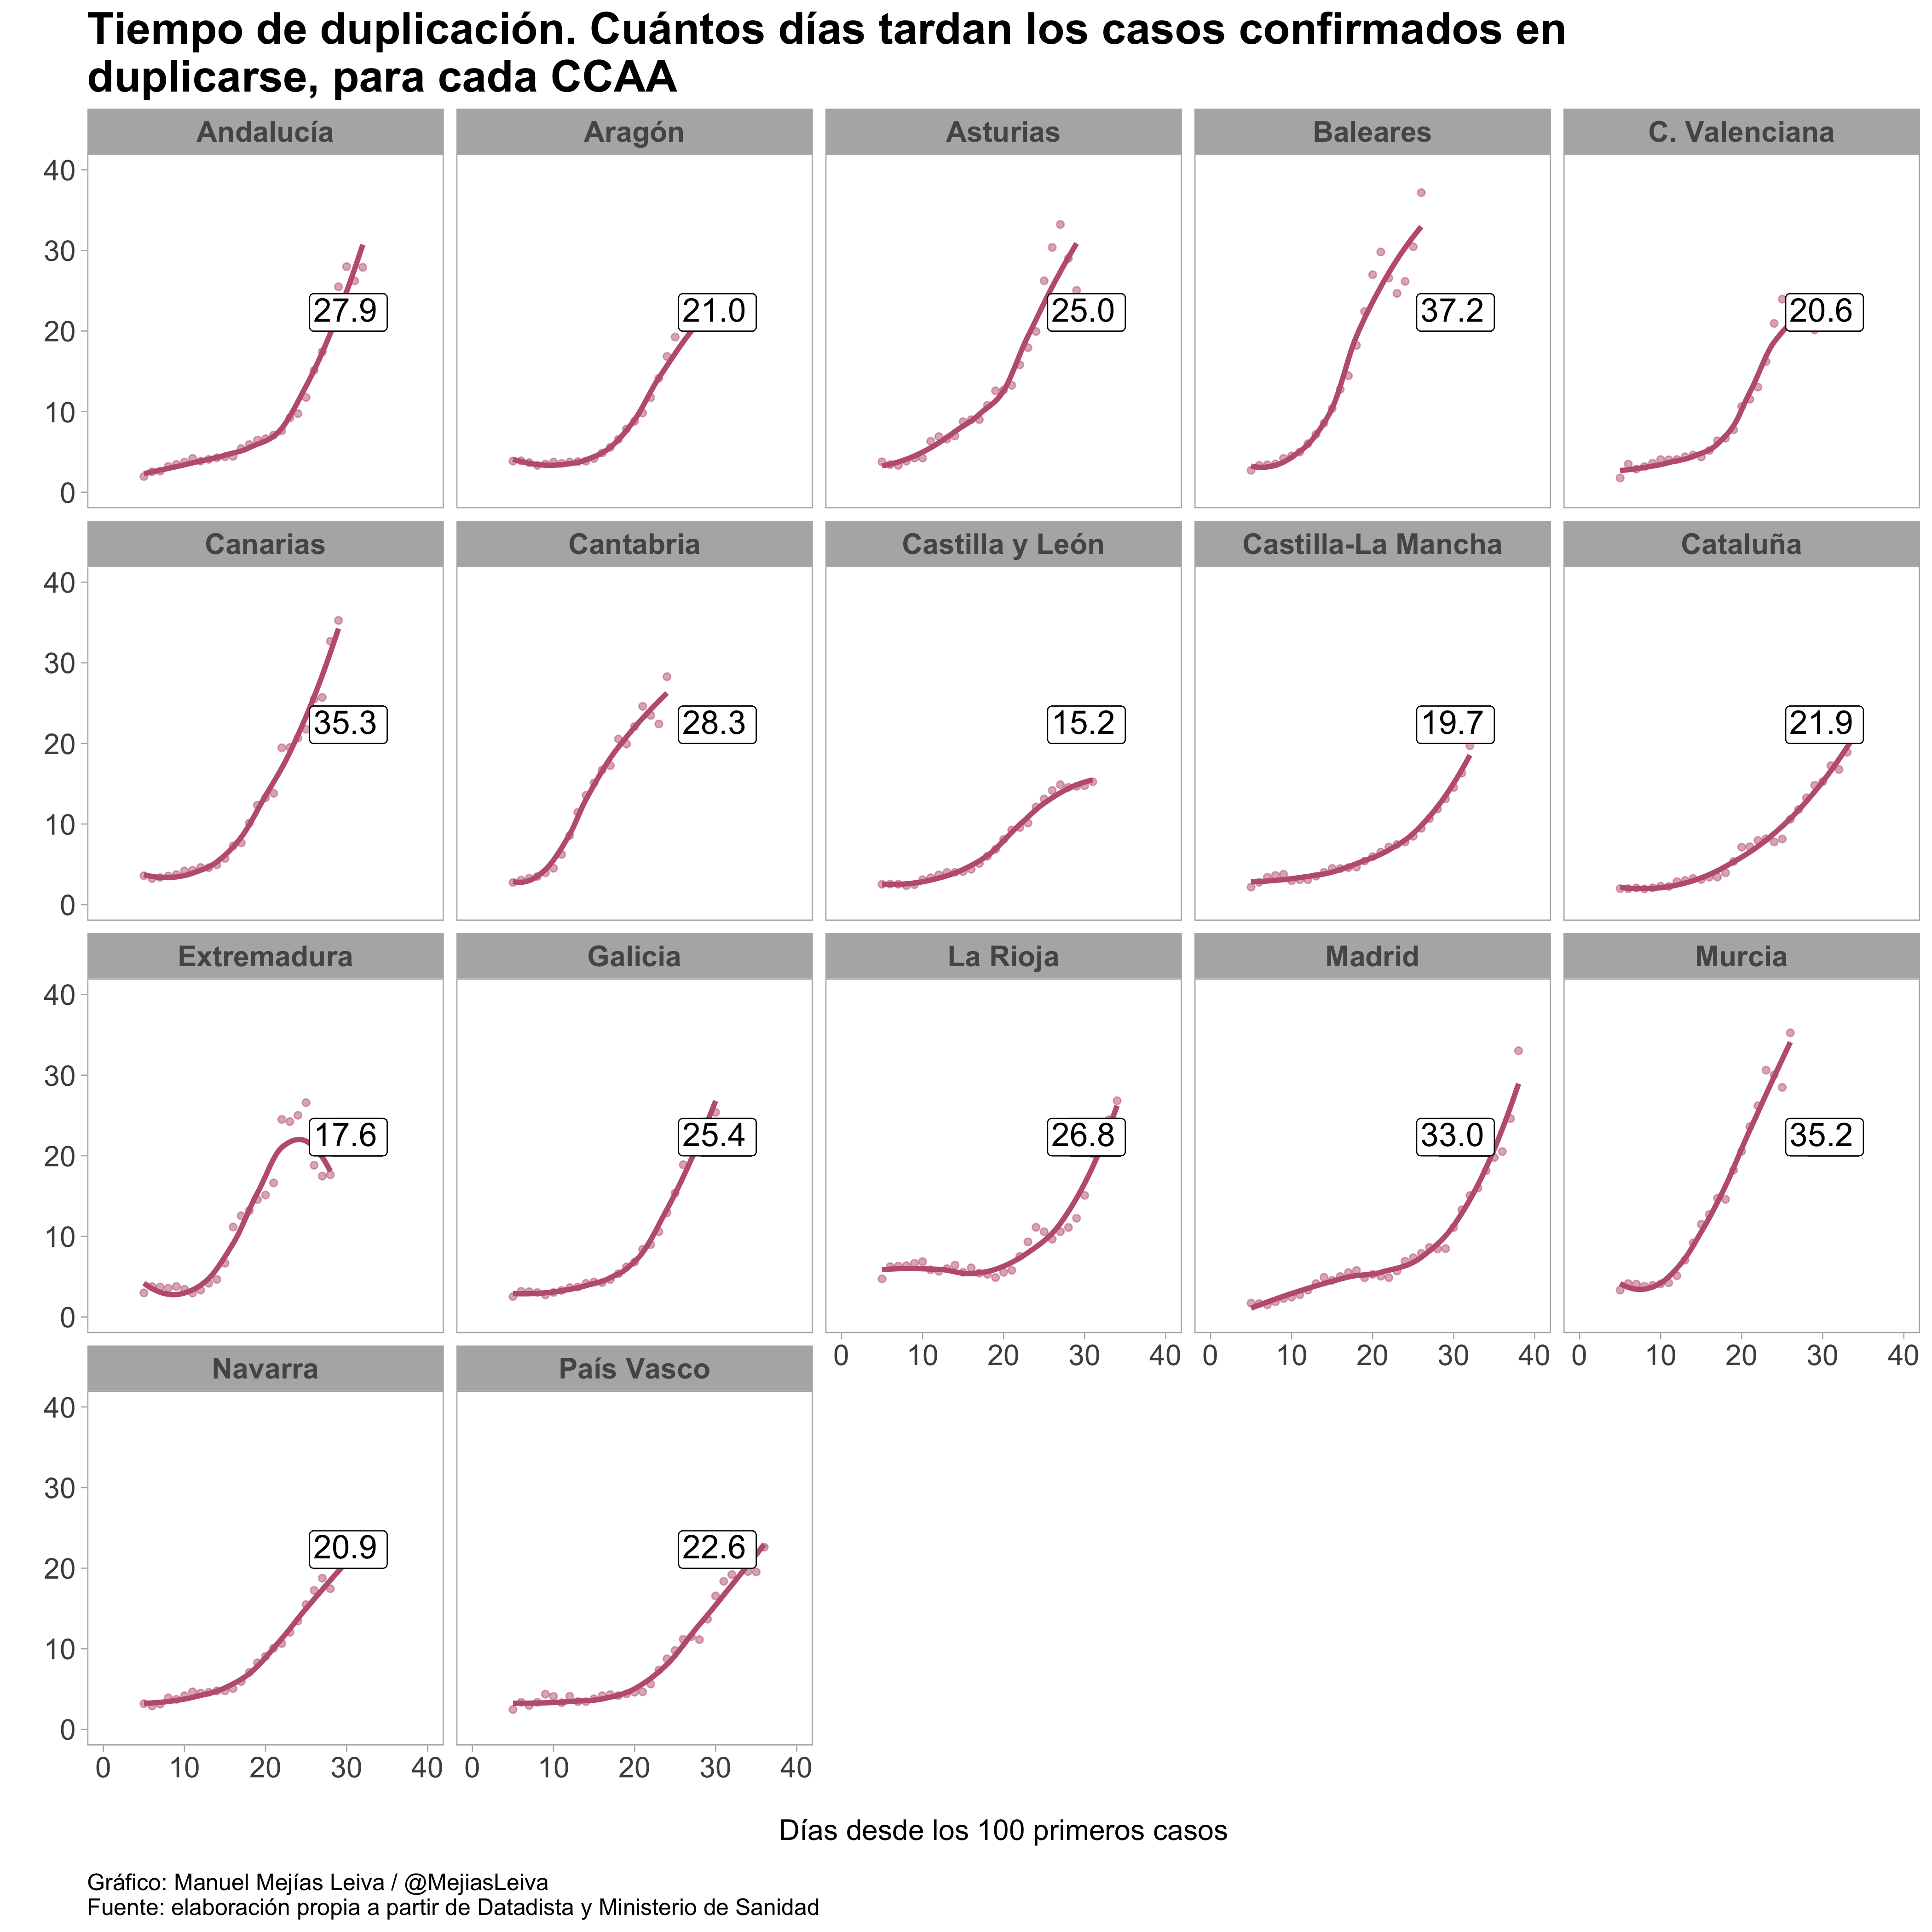 Tiempo de duplicación. Cuántos días tardan los casos confirmados en
duplicarse, para cada CCAA
Andalucía Aragón Asturias Baleares C. Valenciana
40
30
27.9 21.0 25.0 37.2 20.6
20
10
0
Canarias Cantabria Castilla y León Castilla-La Mancha Cataluña
40
30
35.3 28.3 15.2 19.7 21.9
20
10
0
Extremadura Galicia La Rioja Madrid Murcia
40
30
17.6 25.4 26.8 33.0 35.2
20
10
0
0 10 20 30 40 0 10 20 30 40 0 10 20 30 40
Navarra País Vasco
40
30
20.9 22.6
20
10
0
0 10 20 30 40 0 10 20 30 40
Días desde los 100 primeros casos
Gráfico: Manuel Mejías Leiva / @MejiasLeiva
Fuente: elaboración propia a partir de Datadista y Ministerio de Sanidad